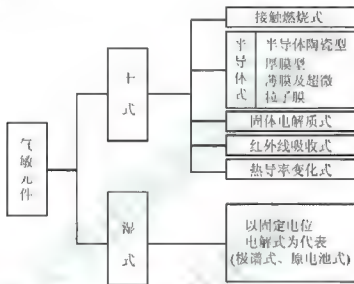 接触燃烧式
半导体式
半导体陶瓷型
厚膜型
薄膜及超微
粒子膜
固体电解质式
红外线吸收式
热导率变化式
干式
气敏元件
湿式
以固定电位
电解式为代表
(极谱式、原电池式)